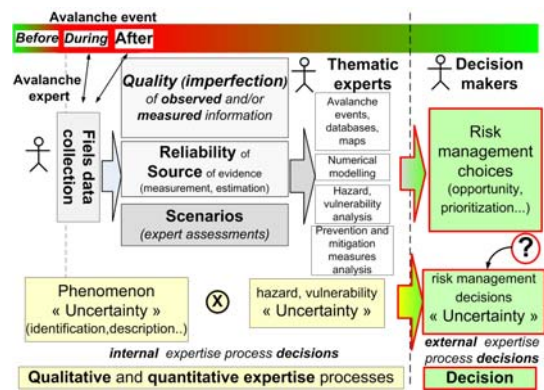 Avalanche event
Before During After
Avalanche
expert
Fiels data
collection
Quality (imperfection)
of observed and/or
measured information
Reliability of
Source of evidence
(measurement, estimation)
Scenarios
(expert assessments)
Thematic
experts
Avalanche
events,
databases,
maps
Numerical
modelling
Hazard,
vulnerability
analysis
Prevention and
mitigation
measures
analysis
Decision
makers
Risk
management
choices
(opportunity,
prioritization...)
?
Phenomenon
« Uncertainty »
(identification,description..)
X
hazard, vulnerability
« Uncertainty »
risk management
decisions
« Uncertainty »
internal expertise process decisions
external expertise
process decisions
Qualitative and quantitative expertise processes
Decision